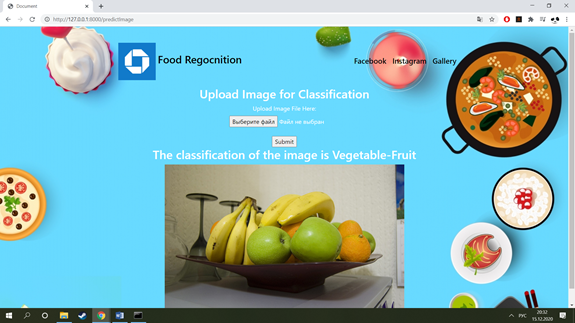 Document
http://127.0.0.1:8000/predictImage
Food Regocnition
Facebook Instagram Gallery
Upload Image for Classification
Upload Image File Here:
Выберите файл Файл не выбран
Submit
The classification of the image is Vegetable-Fruit
РУС
20:32
15.12.2020